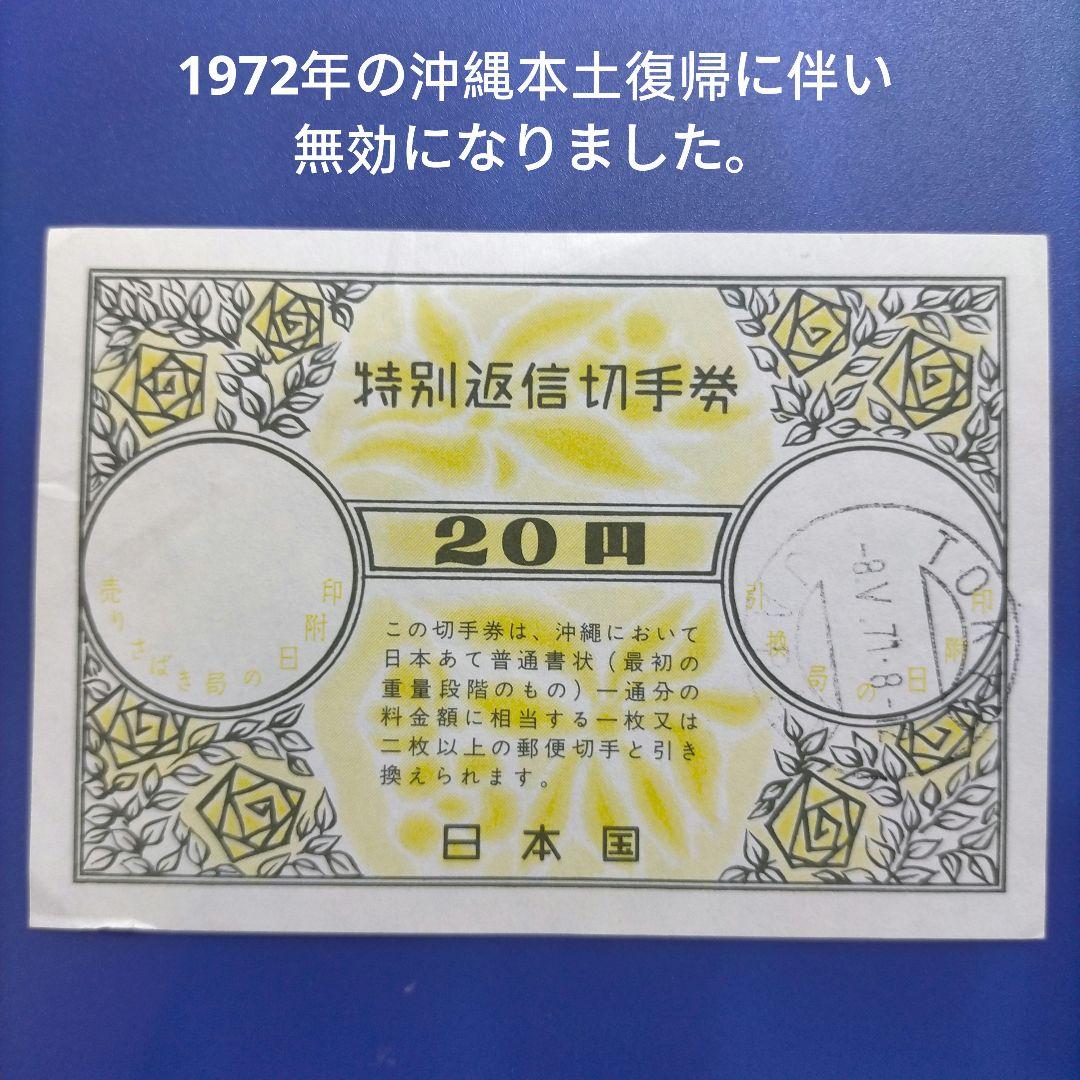 1972年の沖縄本土復帰に伴い
無効になりました。
特別返信切手券
20円
売りさばき局の日附印
引換局の日附印
TOKYO
-8.V.71.8-
この切手券は、沖縄において
日本あて普通書状(最初の
重量段階のもの)一通分の
料金額に相当する一枚又は
二枚以上の郵便切手と引き
換えられます。
日本国